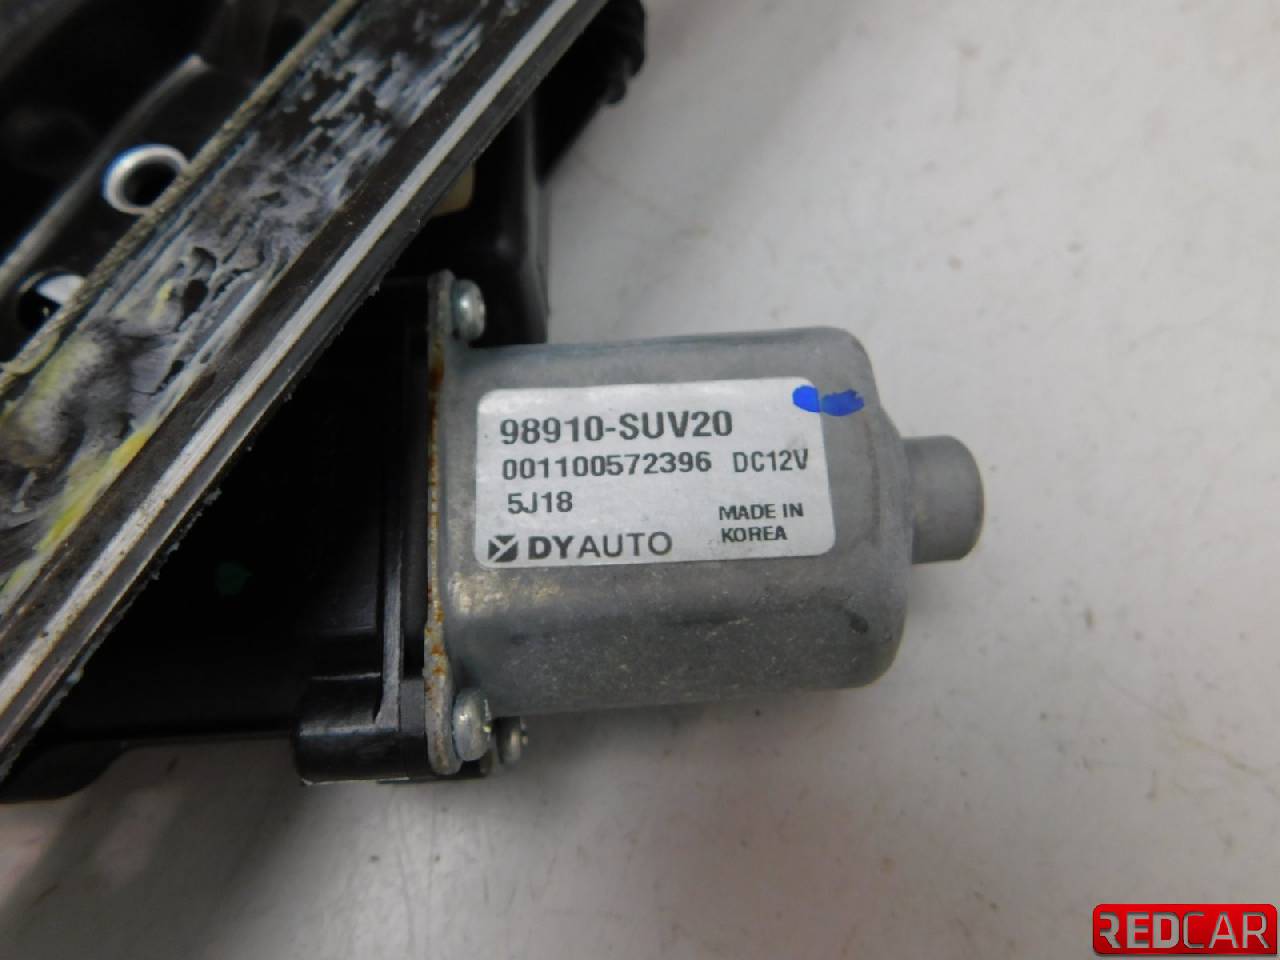 98910-SUV20
001100572396 DC12V
5J18
MADE IN
KOREA
DYAUTO
REDCAR